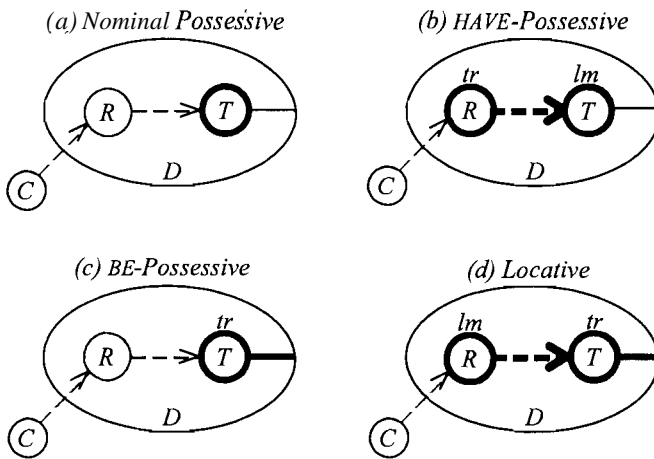 (a) Nominal Possessive
R
T
D
C
(b) HAVE-Possessive
tr
lm
R
T
D
C
(c) BE-Possessive
tr
R
T
D
C
(d) Locative
lm
tr
R
T
D
C